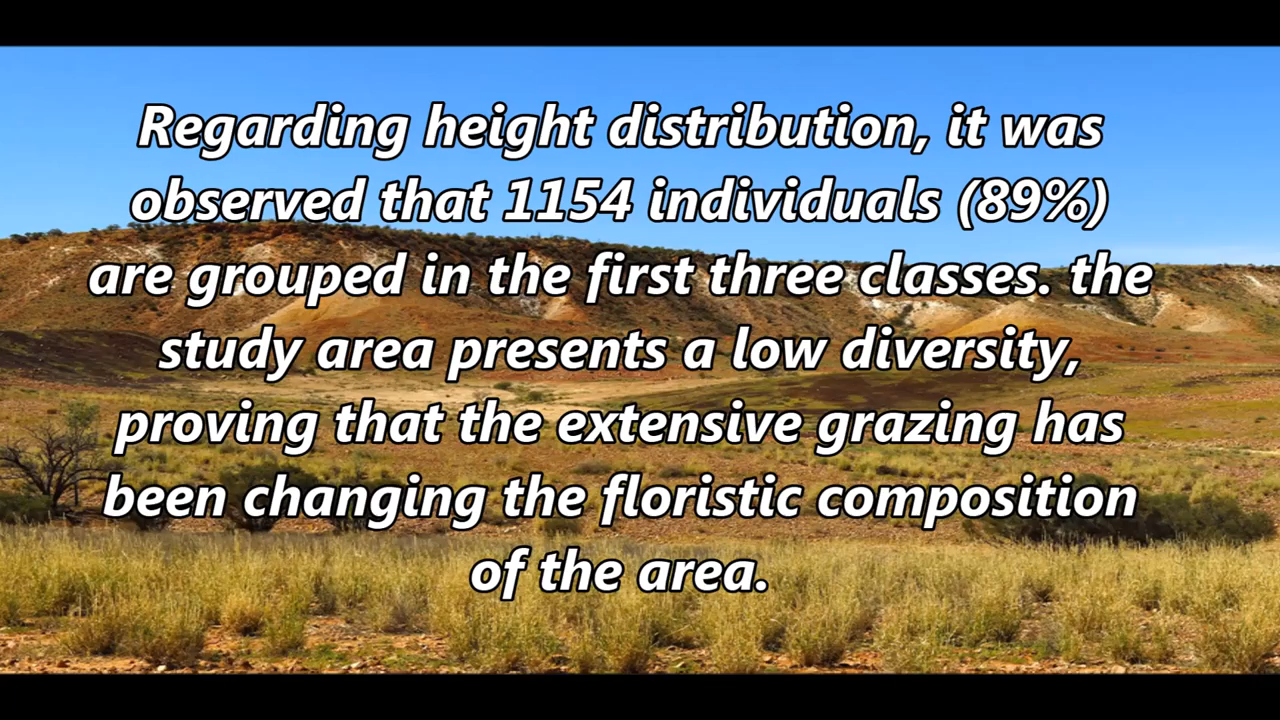 Regarding height distribution, it was
observed that 1154 individuals (89%)
are grouped in the first three classes. the
study area presents a low diversity,
proving that the extensive grazing has
been changing the floristic composition
of the area.